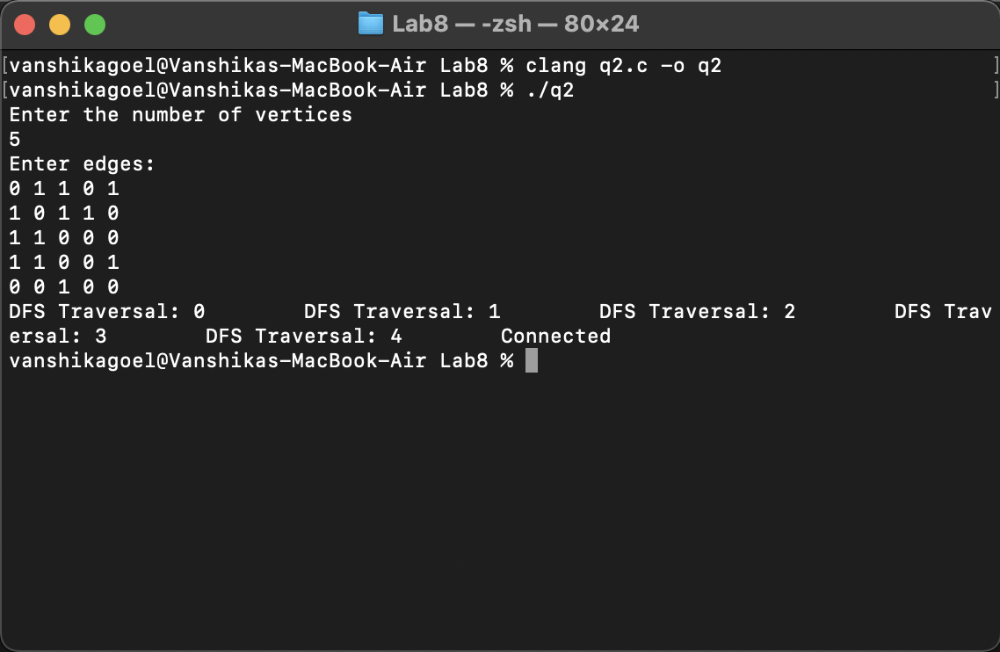 Lab8 — -zsh — 80×24
[vanshikagoel@Vanshikas-MacBook-Air Lab8 % clang q2.c -o q2 ]
[vanshikagoel@Vanshikas-MacBook-Air Lab8 % ./q2 ]
Enter the number of vertices
5
Enter edges:
0 1 1 0 1
1 0 1 1 0
1 1 0 0 0
1 1 0 0 1
0 0 1 0 0
DFS Traversal: 0        DFS Traversal: 1        DFS Traversal: 2        DFS Trav
ersal: 3        DFS Traversal: 4        Connected
vanshikagoel@Vanshikas-MacBook-Air Lab8 %